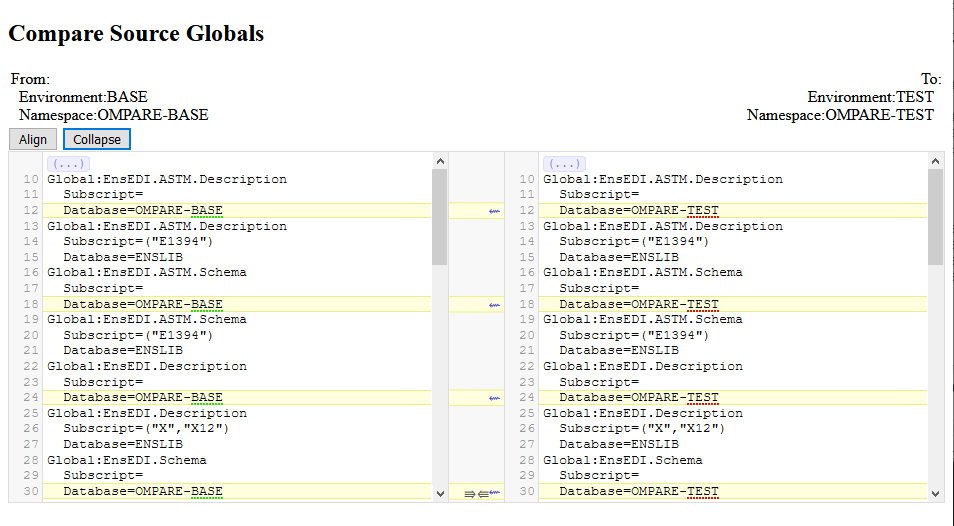 Compare Source Globals
From:
Environment:BASE
Namespace:OMPARE-BASE
To:
Environment:TEST
Namespace:OMPARE-TEST
Align Collapse
(...)
10 Global:EnsEDI.ASTM.Description
11 Subscript=
12 Database=OMPARE-BASE
13 Global:EnsEDI.ASTM.Description
14 Subscript=("E1394")
15 Database=ENSLIB
16 Global:EnsEDI.ASTM.Schema
17 Subscript=
18 Database=OMPARE-BASE
19 Global:EnsEDI.ASTM.Schema
20 Subscript=("E1394")
21 Database=ENSLIB
22 Global:EnsEDI.Description
23 Subscript=
24 Database=OMPARE-BASE
25 Global:EnsEDI.Description
26 Subscript=("X","X12")
27 Database=ENSLIB
28 Global:EnsEDI.Schema
29 Subscript=
30 Database=OMPARE-BASE
(...)
10 Global:EnsEDI.ASTM.Description
11 Subscript=
12 Database=OMPARE-TEST
13 Global:EnsEDI.ASTM.Description
14 Subscript=("E1394")
15 Database=ENSLIB
16 Global:EnsEDI.ASTM.Schema
17 Subscript=
18 Database=OMPARE-TEST
19 Global:EnsEDI.ASTM.Schema
20 Subscript=("E1394")
21 Database=ENSLIB
22 Global:EnsEDI.Description
23 Subscript=
24 Database=OMPARE-TEST
25 Global:EnsEDI.Description
26 Subscript=("X","X12")
27 Database=ENSLIB
28 Global:EnsEDI.Schema
29 Subscript=
30 Database=OMPARE-TEST